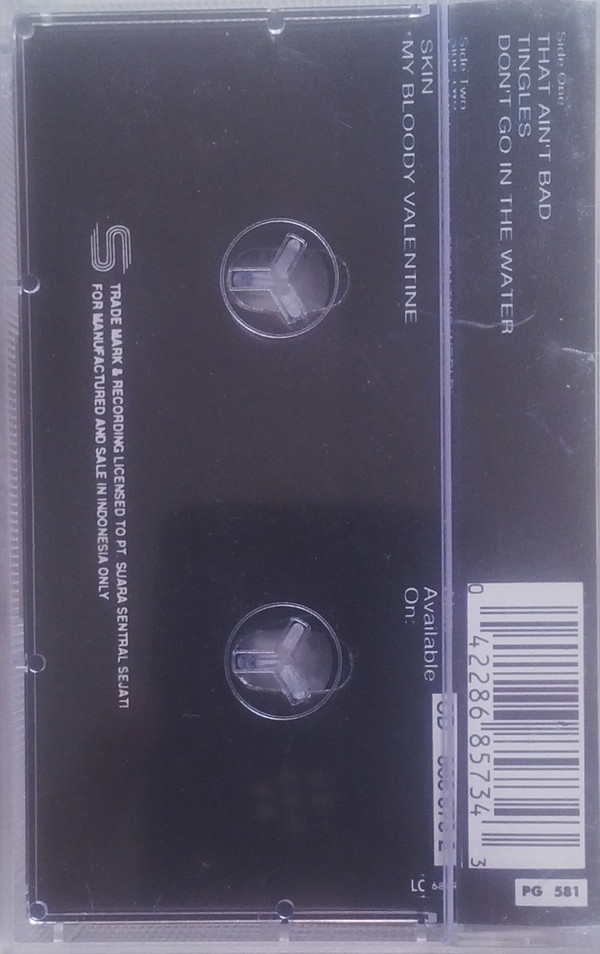 Side One
THAT AIN'T BAD
TINGLES
DON'T GO IN THE WATER
Side Two
SKIN
*MY BLOODY VALENTINE
Available
On:
CD
0 42286 85734 3
PG 581
LC
TRADE MARK & RECORDING LICENSED TO PT. SUARA SENTRAL SEJATI
FOR MANUFACTURED AND SALE IN INDONESIA ONLY